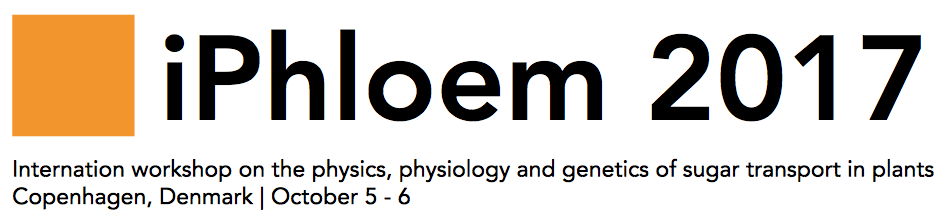 iPhloem 2017
Internation workshop on the physics, physiology and genetics of sugar transport in plants
Copenhagen, Denmark | October 5 - 6